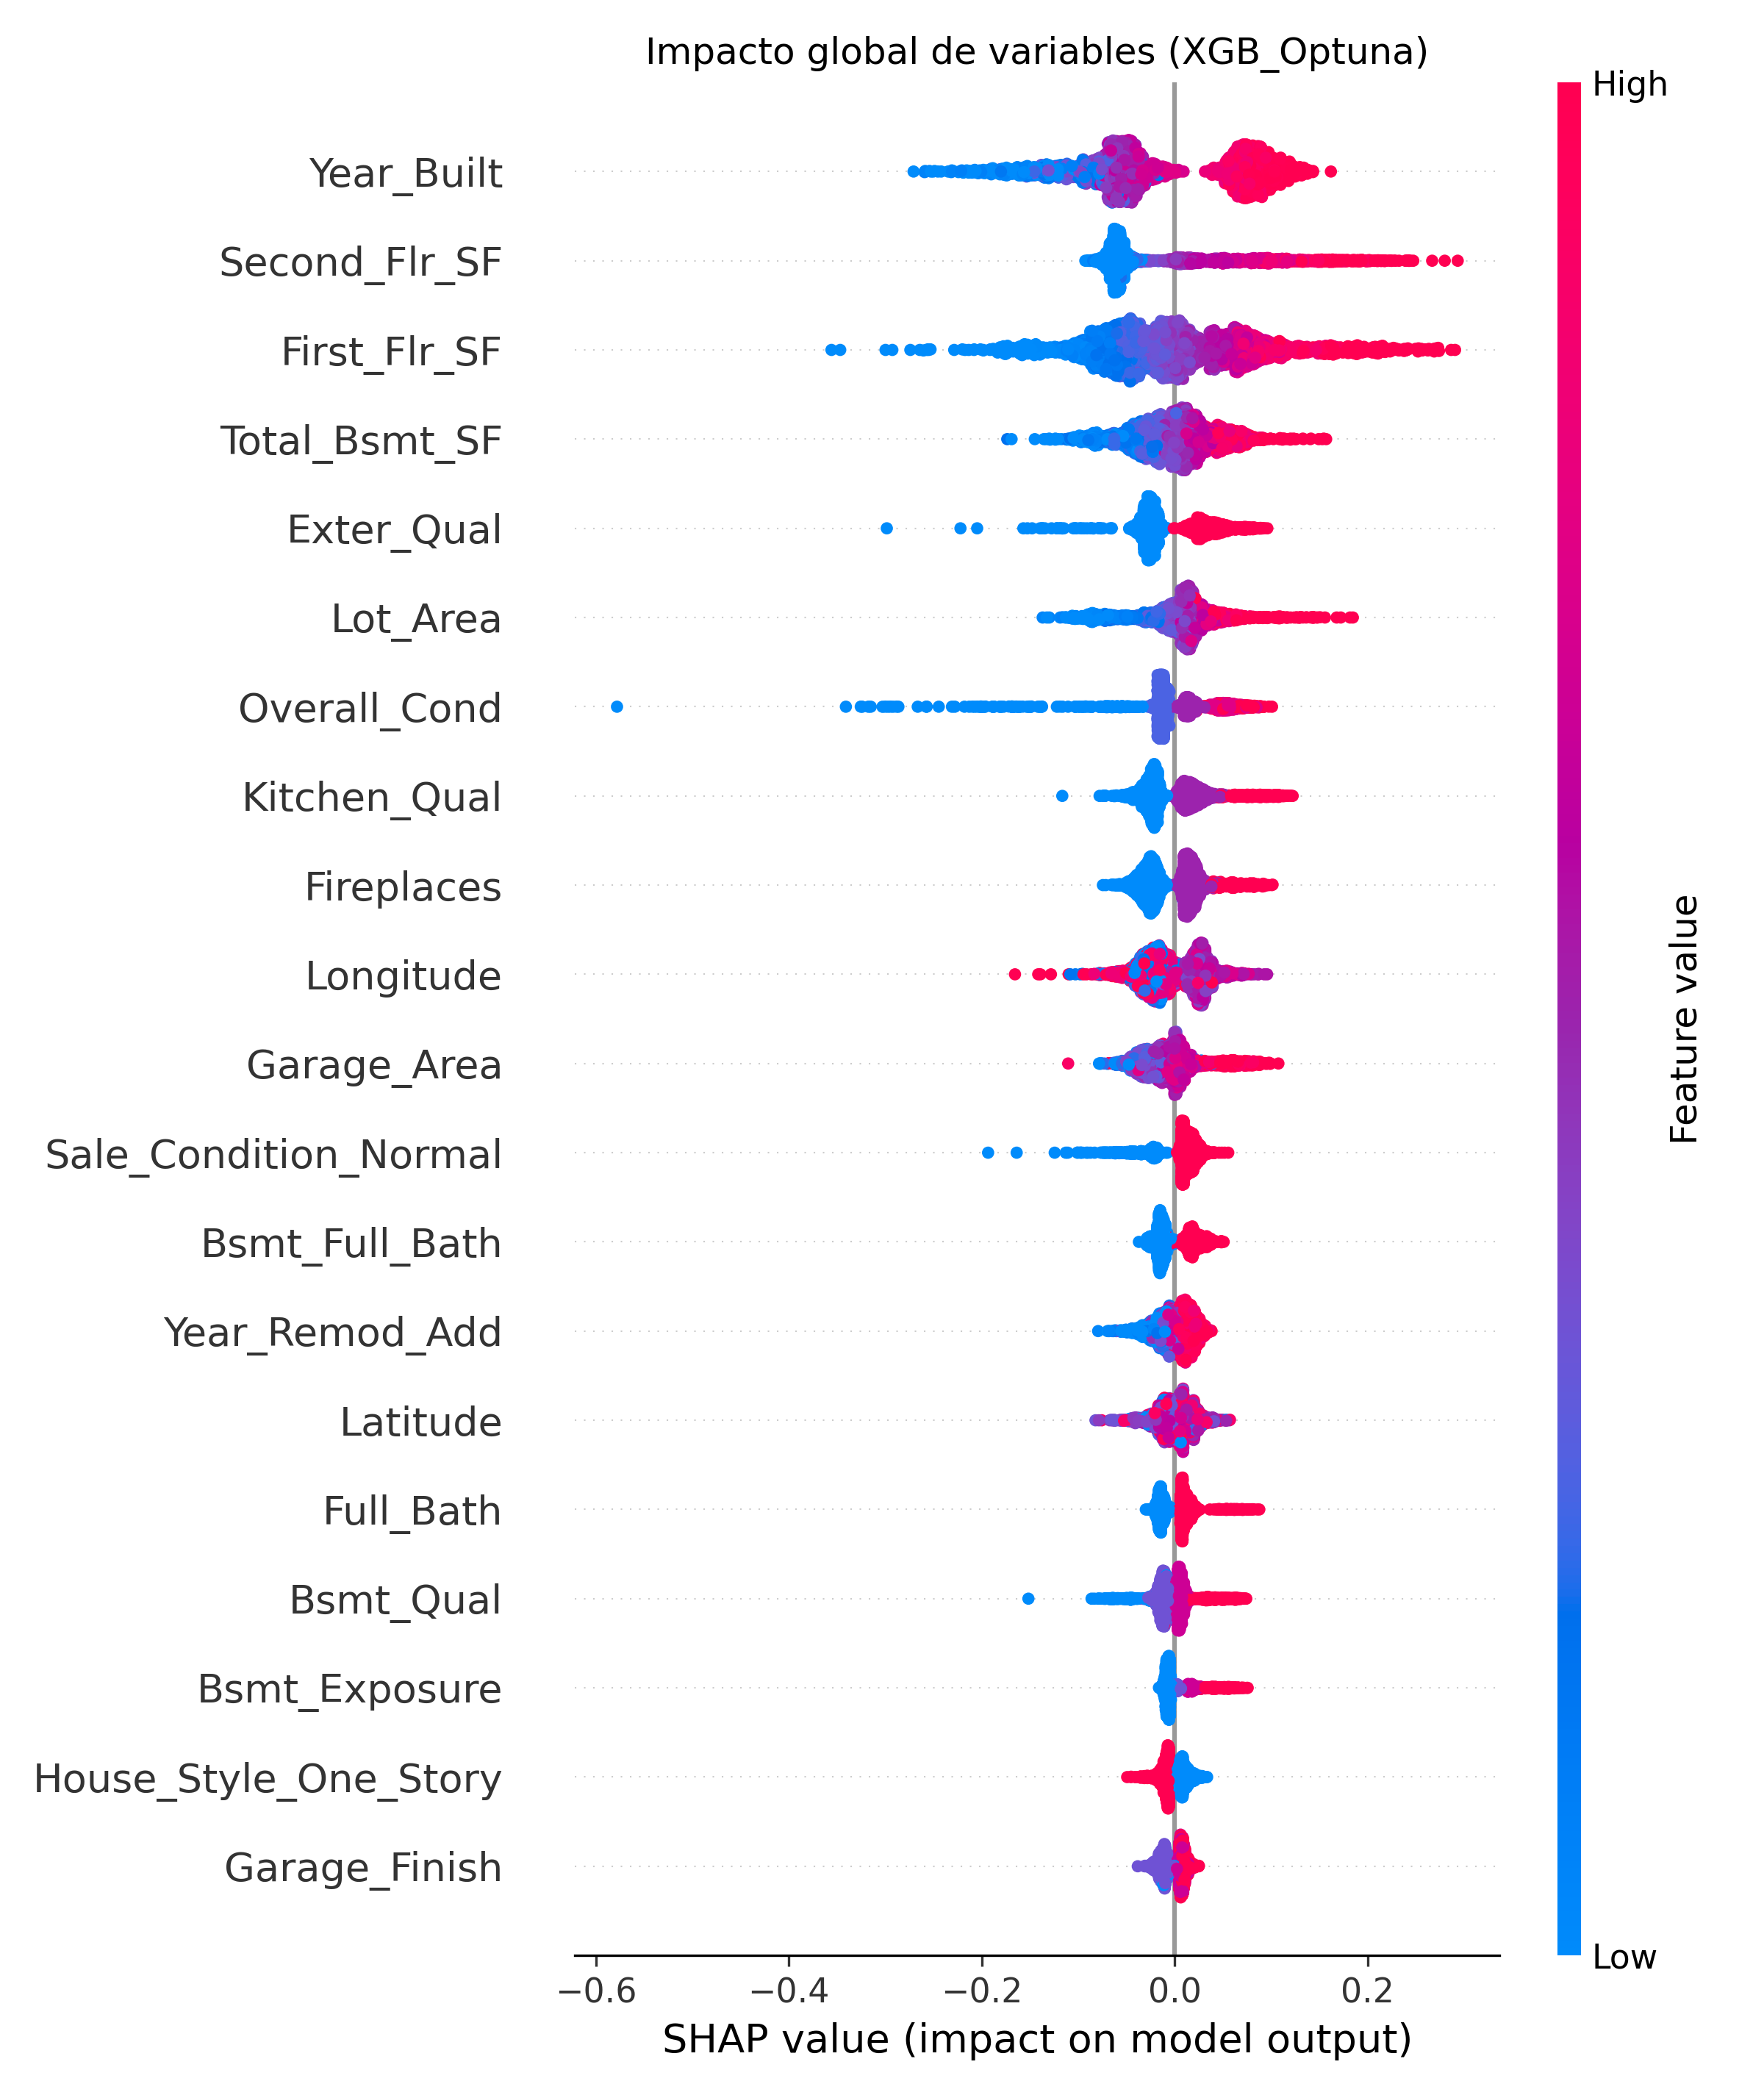 Impacto global de variables (XGB_Optuna)
High
Year_Built
Second_Flr_SF
First_Flr_SF
Total_Bsmt_SF
Exter_Qual
Lot_Area
Overall_Cond
Kitchen_Qual
Fireplaces
Longitude
Garage_Area
Sale_Condition_Normal
Bsmt_Full_Bath
Year_Remod_Add
Latitude
Full_Bath
Bsmt_Qual
Bsmt_Exposure
House_Style_One_Story
Garage_Finish
Feature value
Low
−0.6 −0.4 −0.2 0.0 0.2
SHAP value (impact on model output)